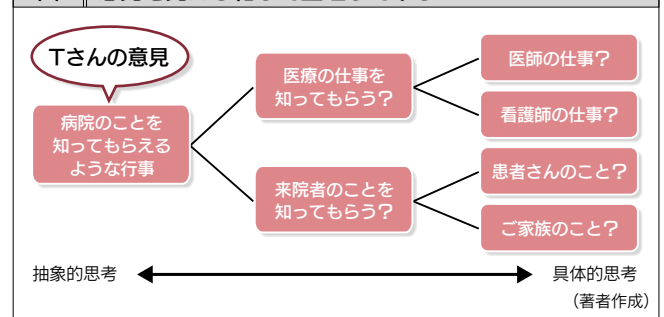 Tさんの意見
病院のことを
知ってもらえる
ような行事
医療の仕事を
知ってもらう?
来院者のことを
知ってもらう?
医師の仕事?
看護師の仕事?
患者さんのこと?
ご家族のこと?
抽象的思考
具体的思考
(著者作成)